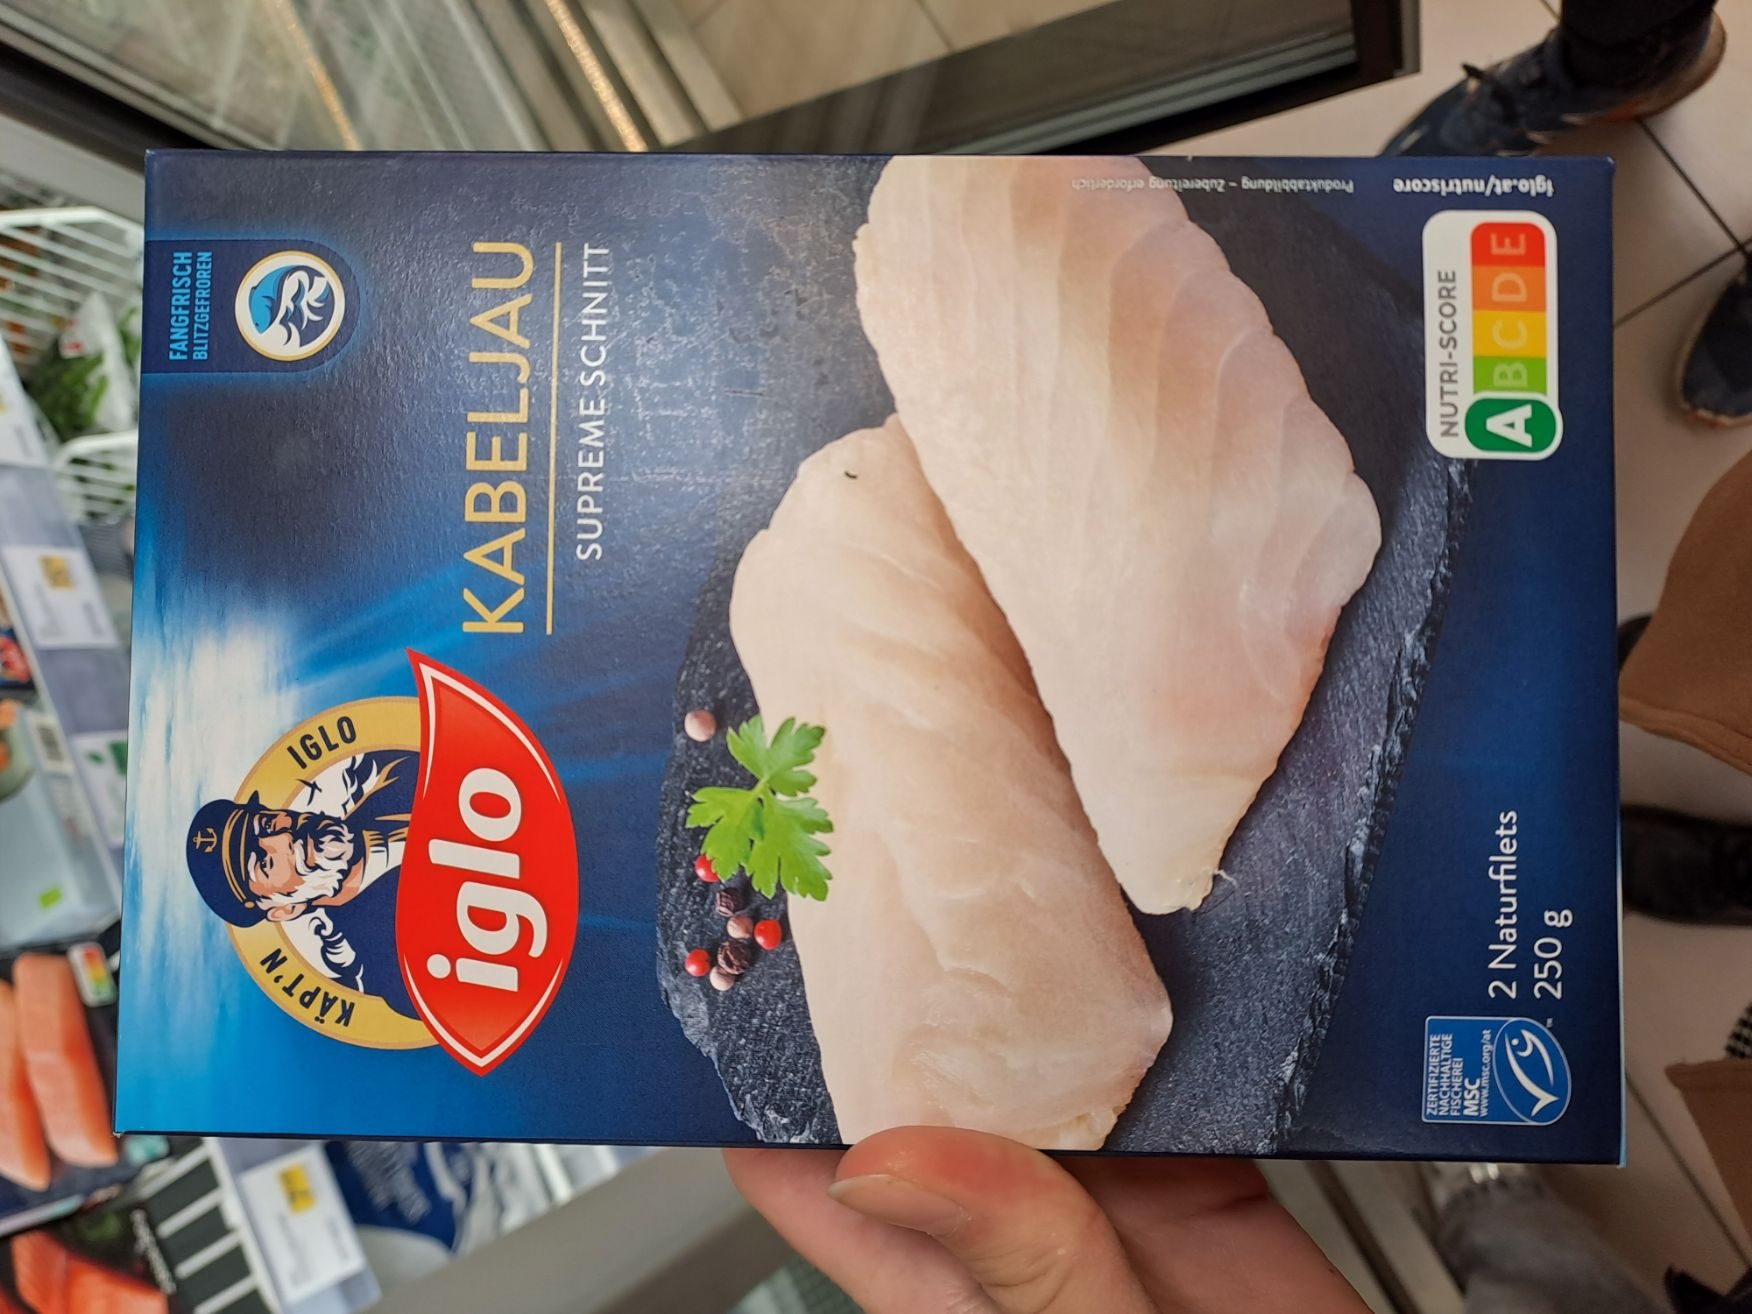 FANGFRISCH
BLITZGEFROREN
KÄPT'N IGLO
iglo
KABELJAU
SUPREME SCHNITT
Produktabbildung – Zubereitung erforderlich
iglo.at/nutriscore
NUTRI-SCORE
A B C D E
2 Naturfilets
250 g
ZERTIFIZIERTE
NACHHALTIGE
FISCHEREI
MSC
www.msc.org/at
™